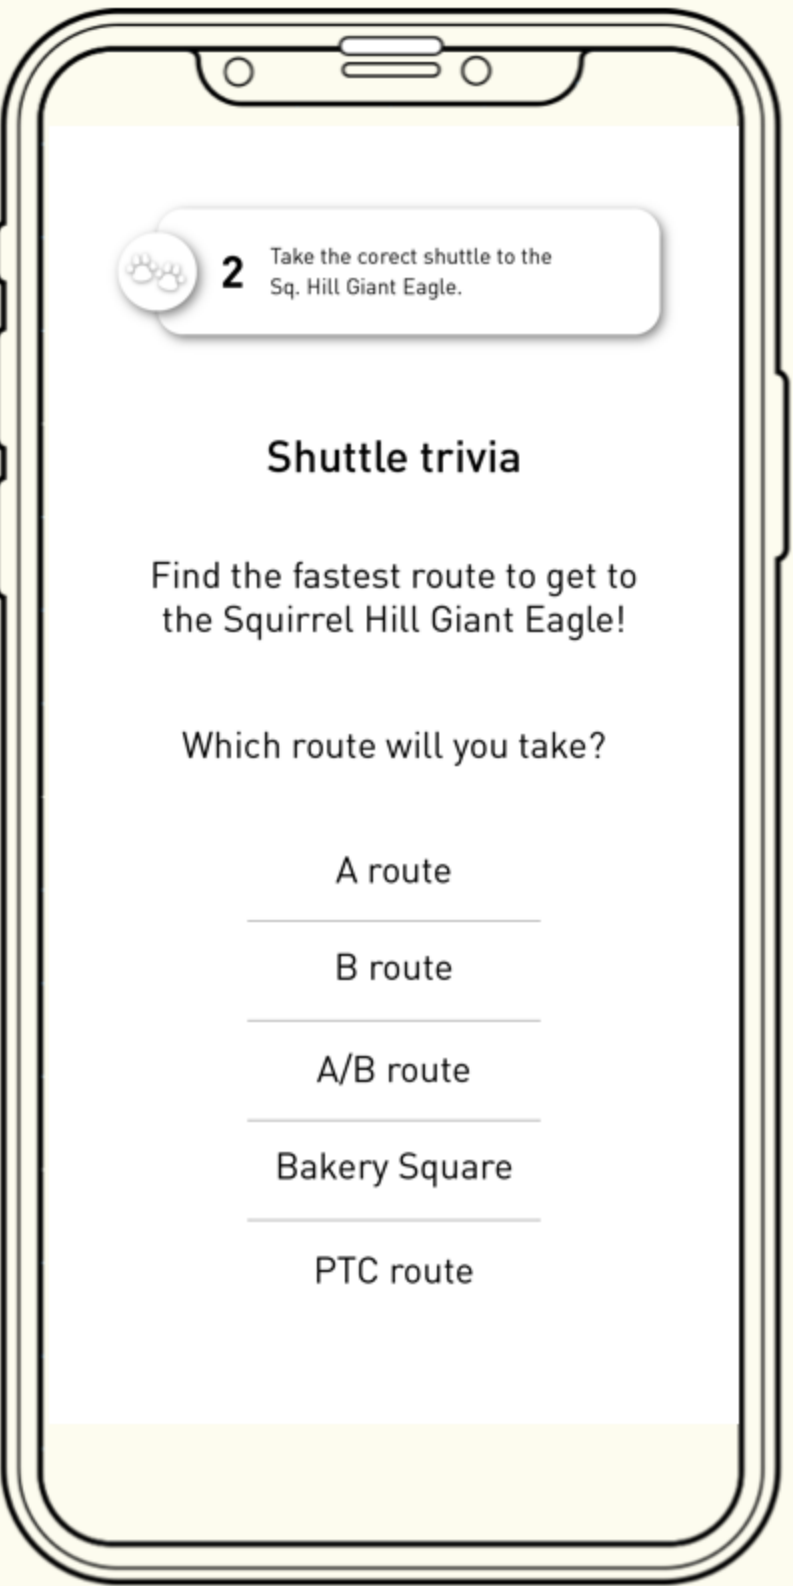 2
Take the corect shuttle to the
Sq. Hill Giant Eagle.
Shuttle trivia
Find the fastest route to get to
the Squirrel Hill Giant Eagle!
Which route will you take?
A route
B route
A/B route
Bakery Square
PTC route